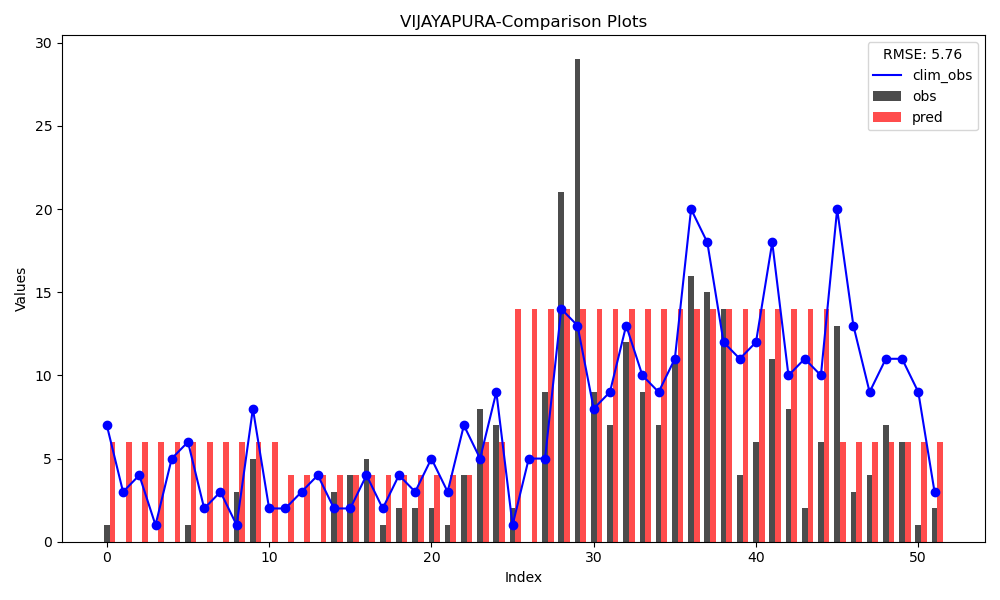 VIJAYAPURA-Comparison Plots
RMSE: 5.76
clim_obs
obs
pred
Values
30
25
20
15
10
5
0
0 10 20 30 40 50
Index